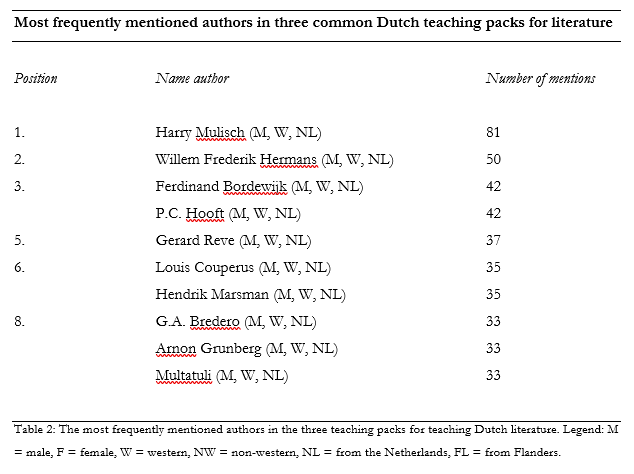 Most frequently mentioned authors in three common Dutch teaching packs for literature
Position Name author Number of mentions
1. Harry Mulisch (M, W, NL) 81
2. Willem Frederik Hermans (M, W, NL) 50
3. Ferdinand Bordewijk (M, W, NL) 42
P.C. Hooft (M, W, NL) 42
5. Gerard Reve (M, W, NL) 37
6. Louis Couperus (M, W, NL) 35
Hendrik Marsman (M, W, NL) 35
8. G.A. Bredero (M, W, NL) 33
Arnon Grunberg (M, W, NL) 33
Multatuli (M, W, NL) 33
Table 2: The most frequently mentioned authors in the three teaching packs for teaching Dutch literature. Legend: M
= male, F = female, W = western, NW = non-western, NL = from the Netherlands, FL = from Flanders.